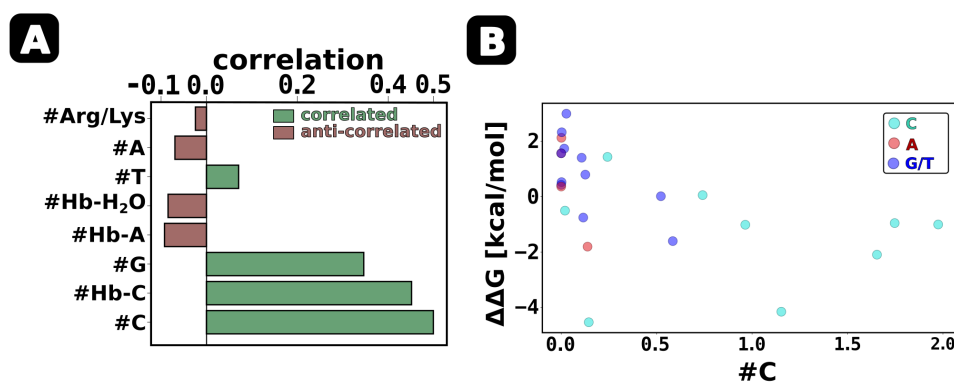 A
correlation
-0.1 0.0 0.2 0.4 0.5
correlated
anti-correlated
#Arg/Lys
#A
#T
#Hb-H₂O
#Hb-A
#G
#Hb-C
#C
B
ΔΔG [kcal/mol]
2
0
−2
−4
C
A
G/T
0.0 0.5 1.0 1.5 2.0
#C